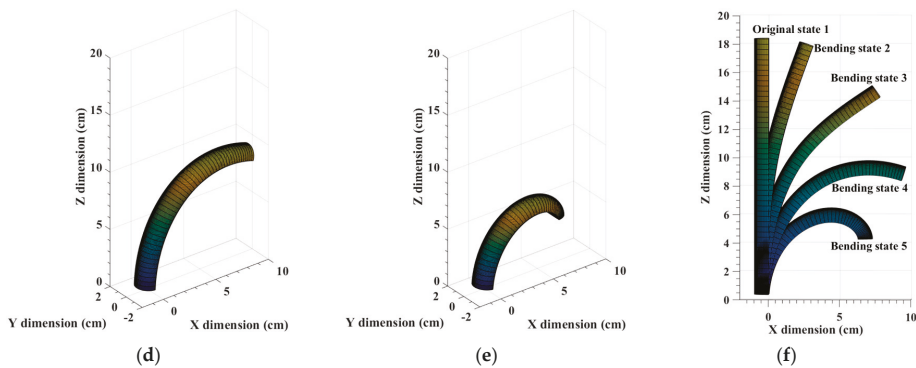 20
15
10
5
0
Z dimension (cm)
2
0
-2
Y dimension (cm)
0
5
10
X dimension (cm)
(d)
20
15
10
5
0
Z dimension (cm)
2
0
-2
Y dimension (cm)
0
5
10
X dimension (cm)
(e)
20
18
16
14
12
10
8
6
4
2
0
Z dimension (cm)
Original state 1
Bending state 2
Bending state 3
Bending state 4
Bending state 5
0
5
10
X dimension (cm)
(f)